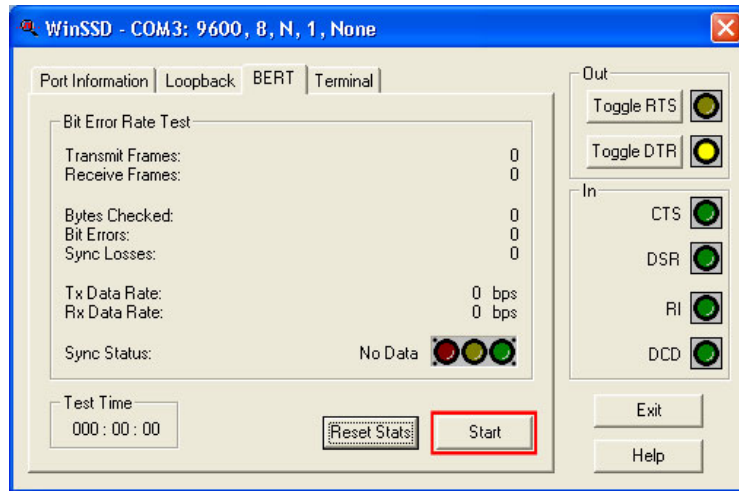 WinSSD - COM3: 9600, 8, N, 1, None
Port Information Loopback BERT Terminal
Bit Error Rate Test
Transmit Frames: 0
Receive Frames: 0
Bytes Checked: 0
Bit Errors: 0
Sync Losses: 0
Tx Data Rate: 0 bps
Rx Data Rate: 0 bps
Sync Status: No Data
Test Time
000 : 00 : 00
Reset Stats Start
Out
Toggle RTS
Toggle DTR
In
CTS
DSR
RI
DCD
Exit
Help